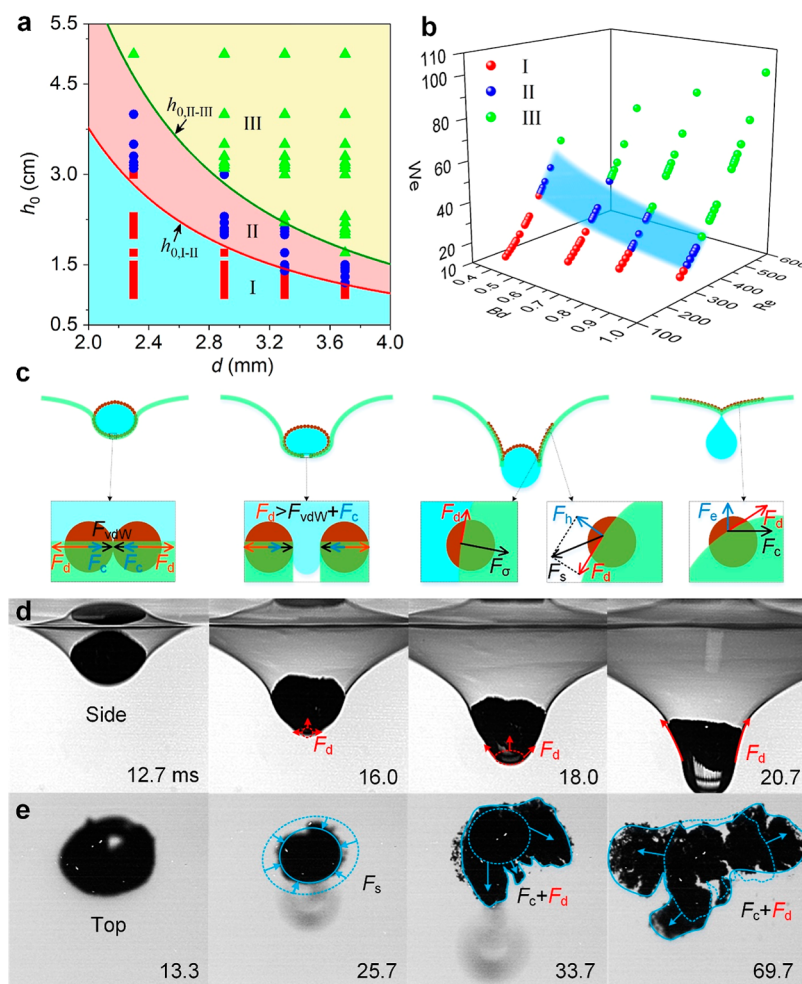 a
5.5
4.5
3.0
1.5
0.5
h0 (cm)
2.0 2.4 2.8 3.2 3.6 4.0
d (mm)
h0,II-III
h0,I-II
III
II
I
b
I
II
III
110
100
80
60
40
20
10
We
0.4 0.5 0.6 0.7 0.8 0.9 1.0
Bd
100 200 300 400 500 600
Re
c
FvdW
Fd Fc Fc Fd
Fd>FvdW+Fc
Fd
Fσ
Fh
Fs
Fd
Fe
Fd
Fc
d
Side
12.7 ms
Fd
16.0
Fd
18.0
Fd
20.7
e
Top
13.3
Fs
25.7
Fc+Fd
33.7
Fc+Fd
69.7